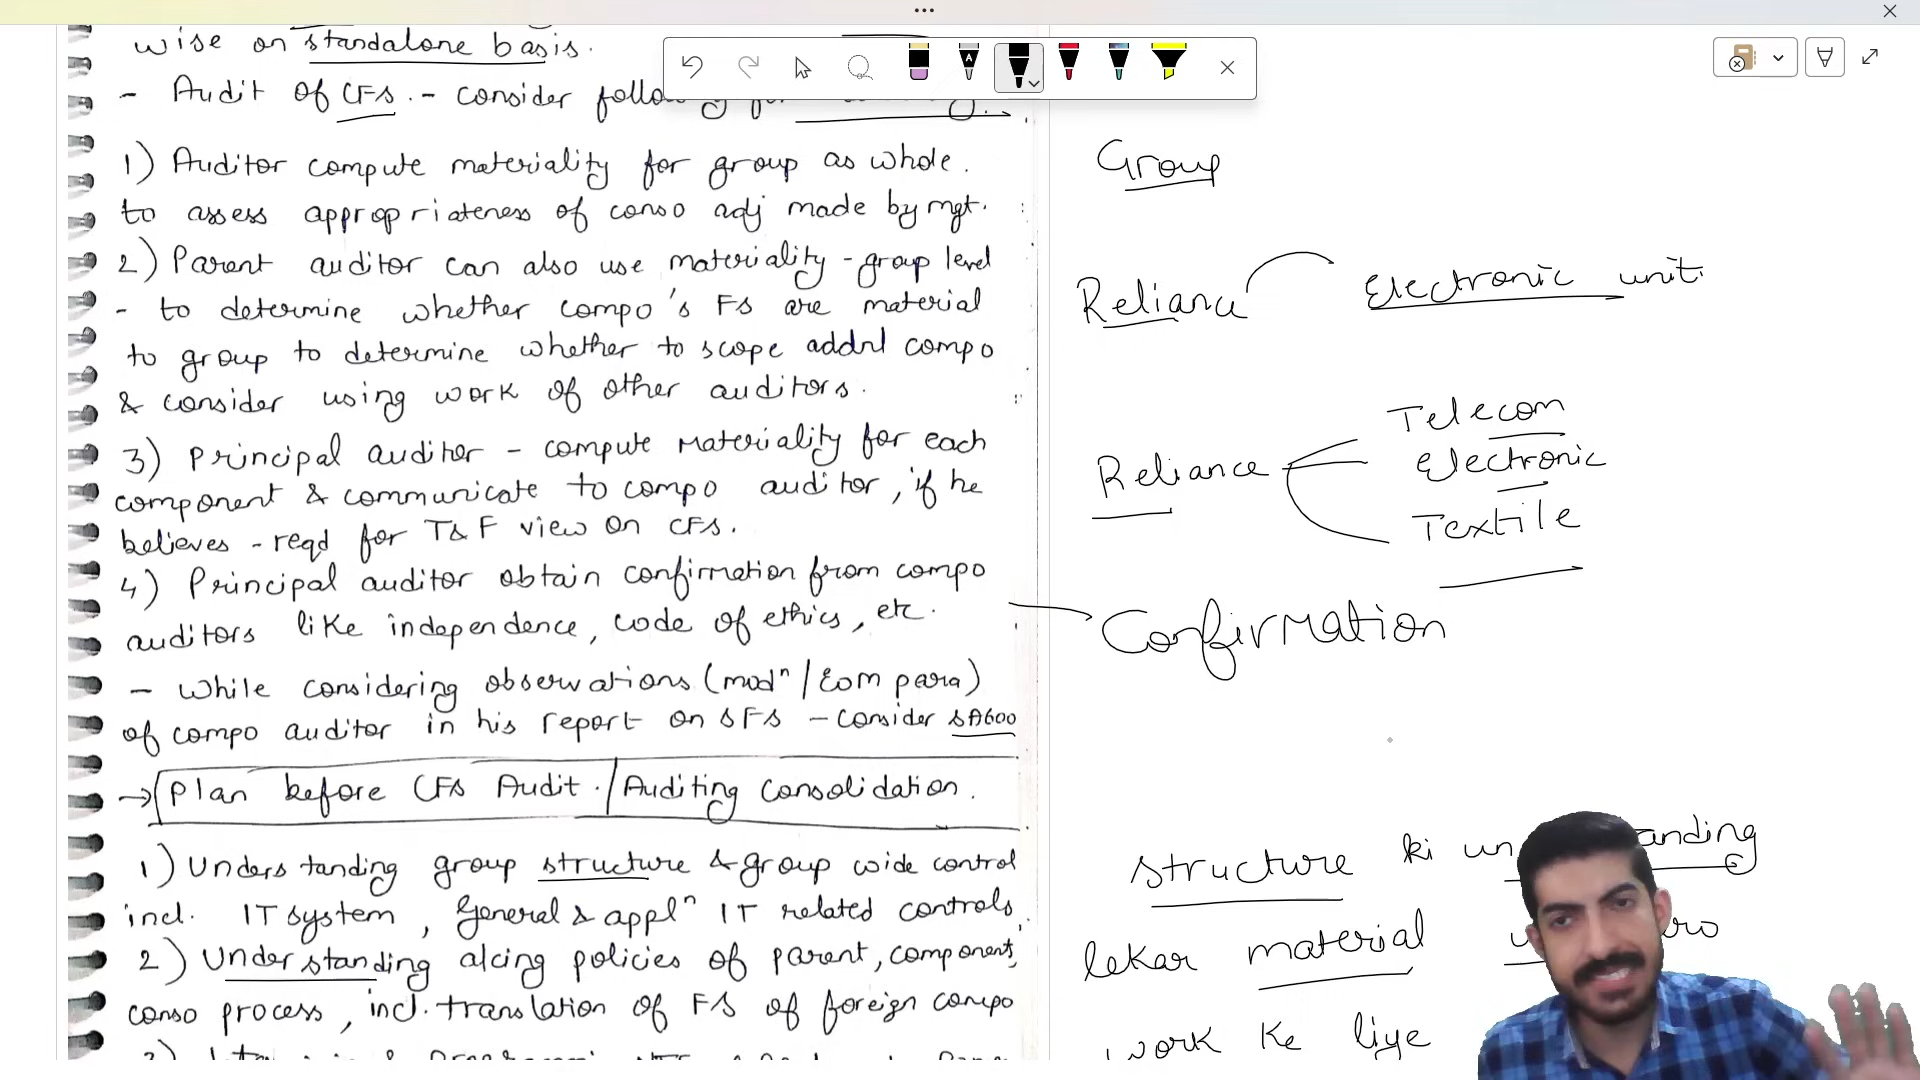 wise on standalone basis.
- Audit of CFS. - consider
1) Auditor compute materiality for group as whole.
to assess appropriateness of conso adj made by mgt.
2) Parent auditor can also use materiality - group level
- to determine whether compo's FS are material
to group to determine whether to scope addnl compo
& consider using work of other auditors.
3) Principal auditor - compute materiality for each
component & communicate to compo auditor, if he
believes - reqd for T&F view on CFS.
4) Principal auditor obtain confirmation from compo
auditors like independence, code of ethics, etc.
- While considering observations (modⁿ / EOM para)
of compo auditor in his report on SFS - consider SA600
→ Plan before CFS Audit. / Auditing Consolidation.
1) Understanding group structure & group wide control
incl. IT system, General & applⁿ IT related controls.
2) Understanding alcing policies of parent, component,
conso process, incl. translation of FS of foreign compo
Group
Reliance Electronic unit
Reliance
Telecom
Electronic
Textile
Confirmation
structure ki
lekar material
work ke liye